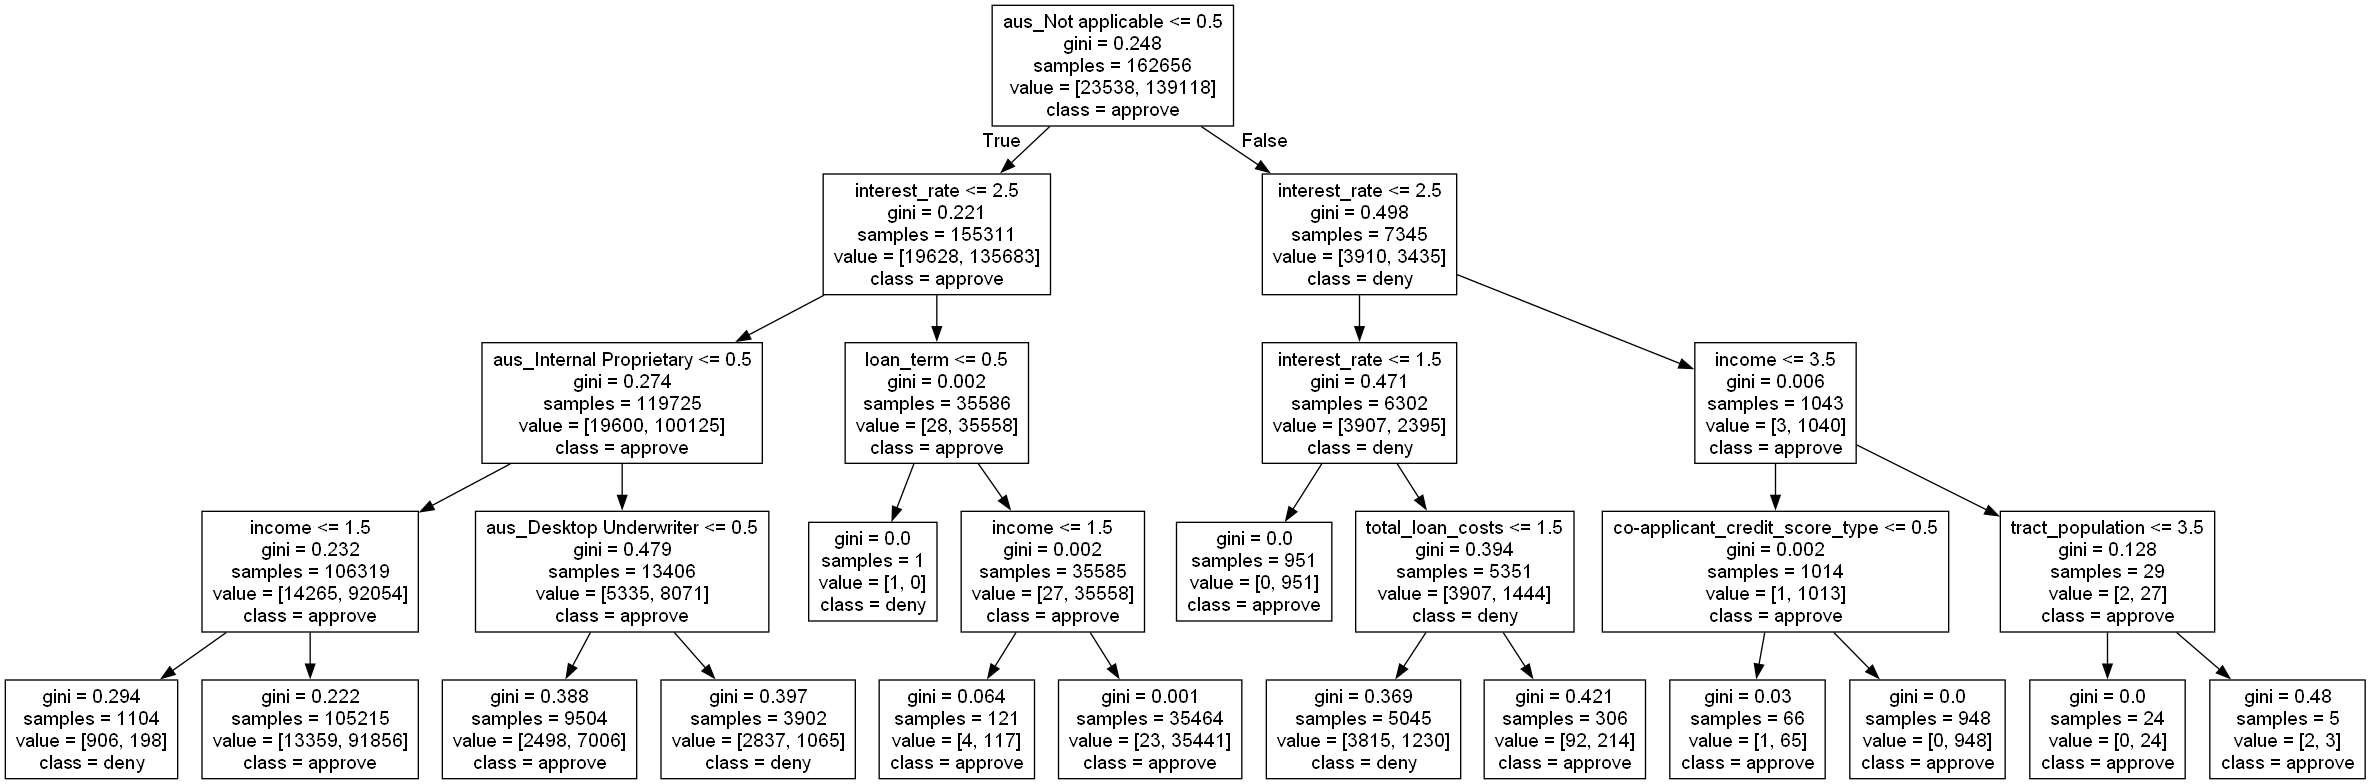 aus_Not applicable <= 0.5
gini = 0.248
samples = 162656
value = [23538, 139118]
class = approve
True
False
interest_rate <= 2.5
gini = 0.221
samples = 155311
value = [19628, 135683]
class = approve
interest_rate <= 2.5
gini = 0.498
samples = 7345
value = [3910, 3435]
class = deny
aus_Internal Proprietary <= 0.5
gini = 0.274
samples = 119725
value = [19600, 100125]
class = approve
loan_term <= 0.5
gini = 0.002
samples = 35586
value = [28, 35558]
class = approve
interest_rate <= 1.5
gini = 0.471
samples = 6302
value = [3907, 2395]
class = deny
income <= 3.5
gini = 0.006
samples = 1043
value = [3, 1040]
class = approve
income <= 1.5
gini = 0.232
samples = 106319
value = [14265, 92054]
class = approve
aus_Desktop Underwriter <= 0.5
gini = 0.479
samples = 13406
value = [5335, 8071]
class = approve
gini = 0.0
samples = 1
value = [1, 0]
class = deny
income <= 1.5
gini = 0.002
samples = 35585
value = [27, 35558]
class = approve
gini = 0.0
samples = 951
value = [0, 951]
class = approve
total_loan_costs <= 1.5
gini = 0.394
samples = 5351
value = [3907, 1444]
class = deny
co-applicant_credit_score_type <= 0.5
gini = 0.002
samples = 1014
value = [1, 1013]
class = approve
tract_population <= 3.5
gini = 0.128
samples = 29
value = [2, 27]
class = approve
gini = 0.294
samples = 1104
value = [906, 198]
class = deny
gini = 0.222
samples = 105215
value = [13359, 91856]
class = approve
gini = 0.388
samples = 9504
value = [2498, 7006]
class = approve
gini = 0.397
samples = 3902
value = [2837, 1065]
class = deny
gini = 0.064
samples = 121
value = [4, 117]
class = approve
gini = 0.001
samples = 35464
value = [23, 35441]
class = approve
gini = 0.369
samples = 5045
value = [3815, 1230]
class = deny
gini = 0.421
samples = 306
value = [92, 214]
class = approve
gini = 0.03
samples = 66
value = [1, 65]
class = approve
gini = 0.0
samples = 948
value = [0, 948]
class = approve
gini = 0.0
samples = 24
value = [0, 24]
class = approve
gini = 0.48
samples = 5
value = [2, 3]
class = approve